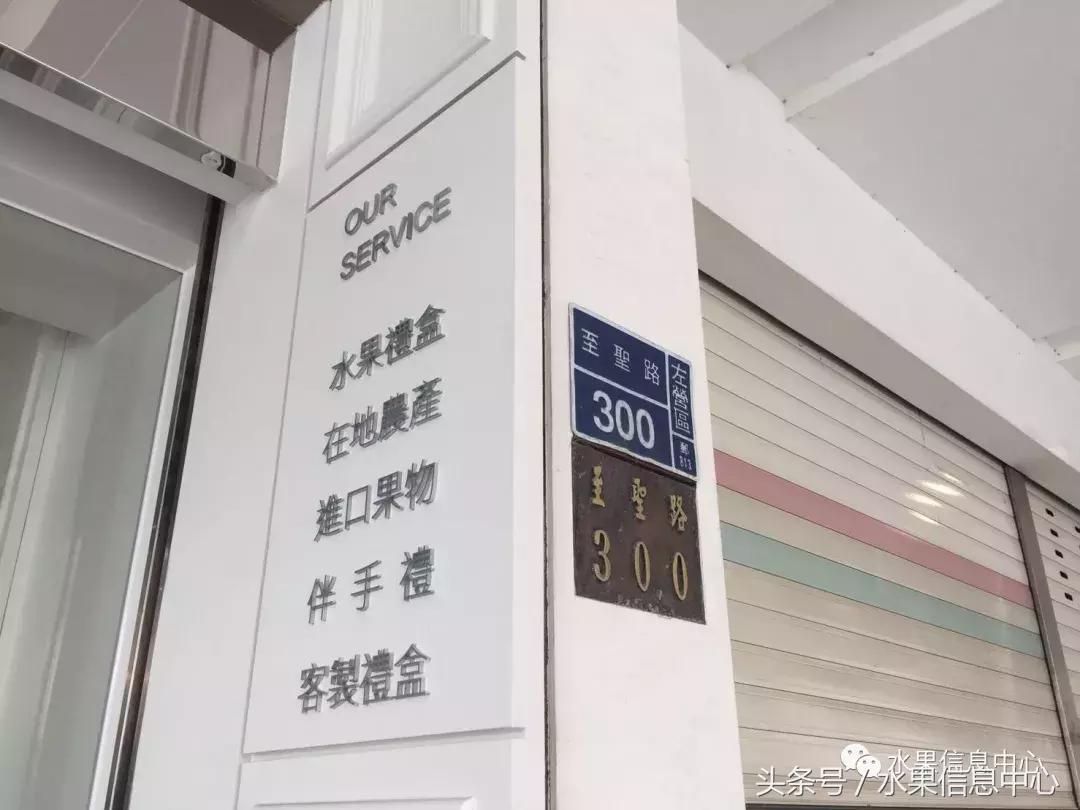 OUR
SERVICE
水果禮盒
在地農產
進口果物
伴手禮
客製禮盒
至聖路
300
左營區
郵
813
至聖路
300
水果信息中心
头条号 / 水果信息中心